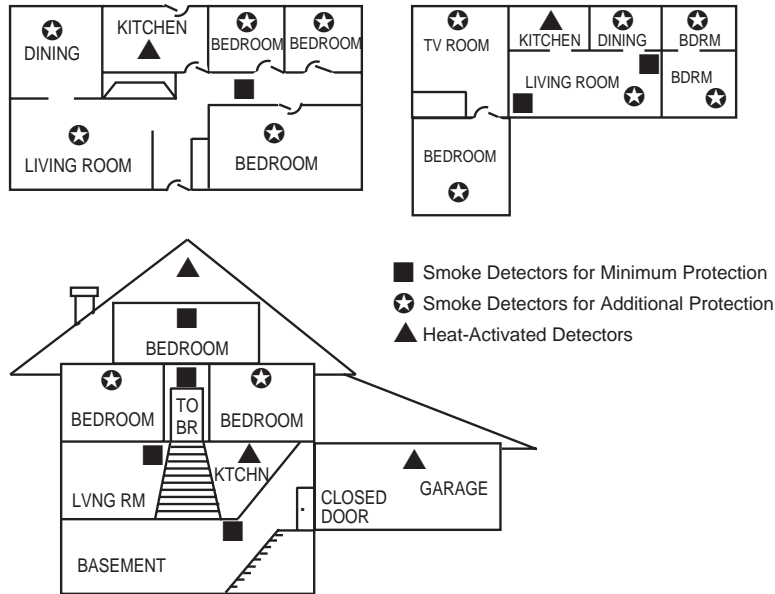 DINING
KITCHEN
BEDROOM
BEDROOM
LIVING ROOM
BEDROOM
TV ROOM
KITCHEN
DINING
BDRM
LIVING ROOM
BDRM
BEDROOM
Smoke Detectors for Minimum Protection
Smoke Detectors for Additional Protection
Heat-Activated Detectors
BEDROOM
BEDROOM
TO
BR
BEDROOM
LVNG RM
KTCHN
CLOSED
DOOR
GARAGE
BASEMENT